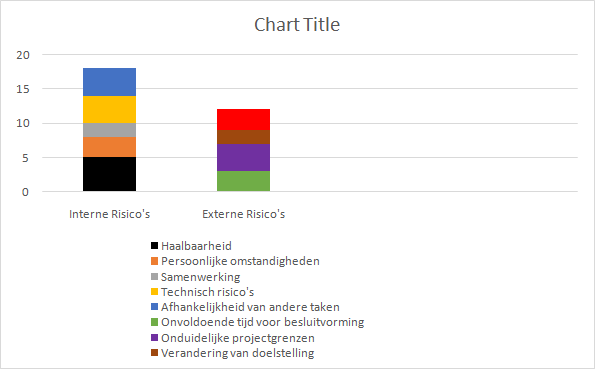 Chart Title
20
15
10
5
0
Interne Risico's Externe Risico's
Haalbaarheid
Persoonlijke omstandigheden
Samenwerking
Technisch risico's
Afhankelijkheid van andere taken
Onvoldoende tijd voor besluitvorming
Onduidelijke projectgrenzen
Verandering van doelstelling